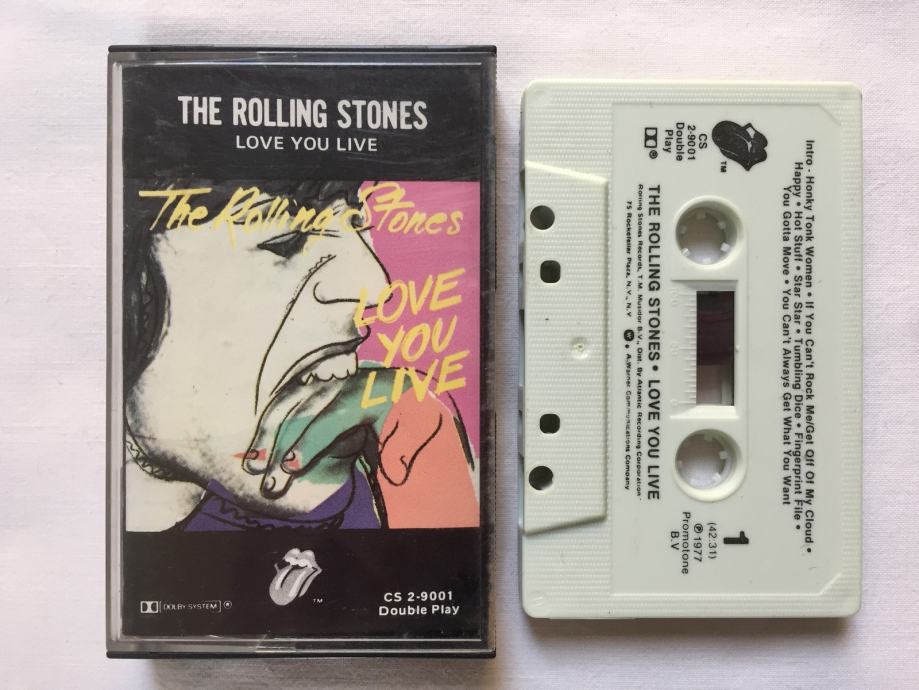 THE ROLLING STONES
LOVE YOU LIVE
The Rolling Stones
LOVE
YOU
LIVE
DOLBY SYSTEM
TM
CS 2-9001
Double Play
Intro - Honky Tonk Women • If You Can't Rock Me/Get Off Of My Cloud •
Happy • Hot Stuff • Star Star • Tumbling Dice • Fingerprint File •
You Gotta Move • You Can't Always Get What You Want
TM
CS
2-9001
Double
Play
1
(42:31)
℗ 1977
Promotone
B.V
THE ROLLING STONES • LOVE YOU LIVE
Rolling Stones Records, T.M. Musidor B.V., Dist. By Atlantic Recording Corporation
75 Rockefeller Plaza, N.Y., N.Y. • A Warner Communications Company